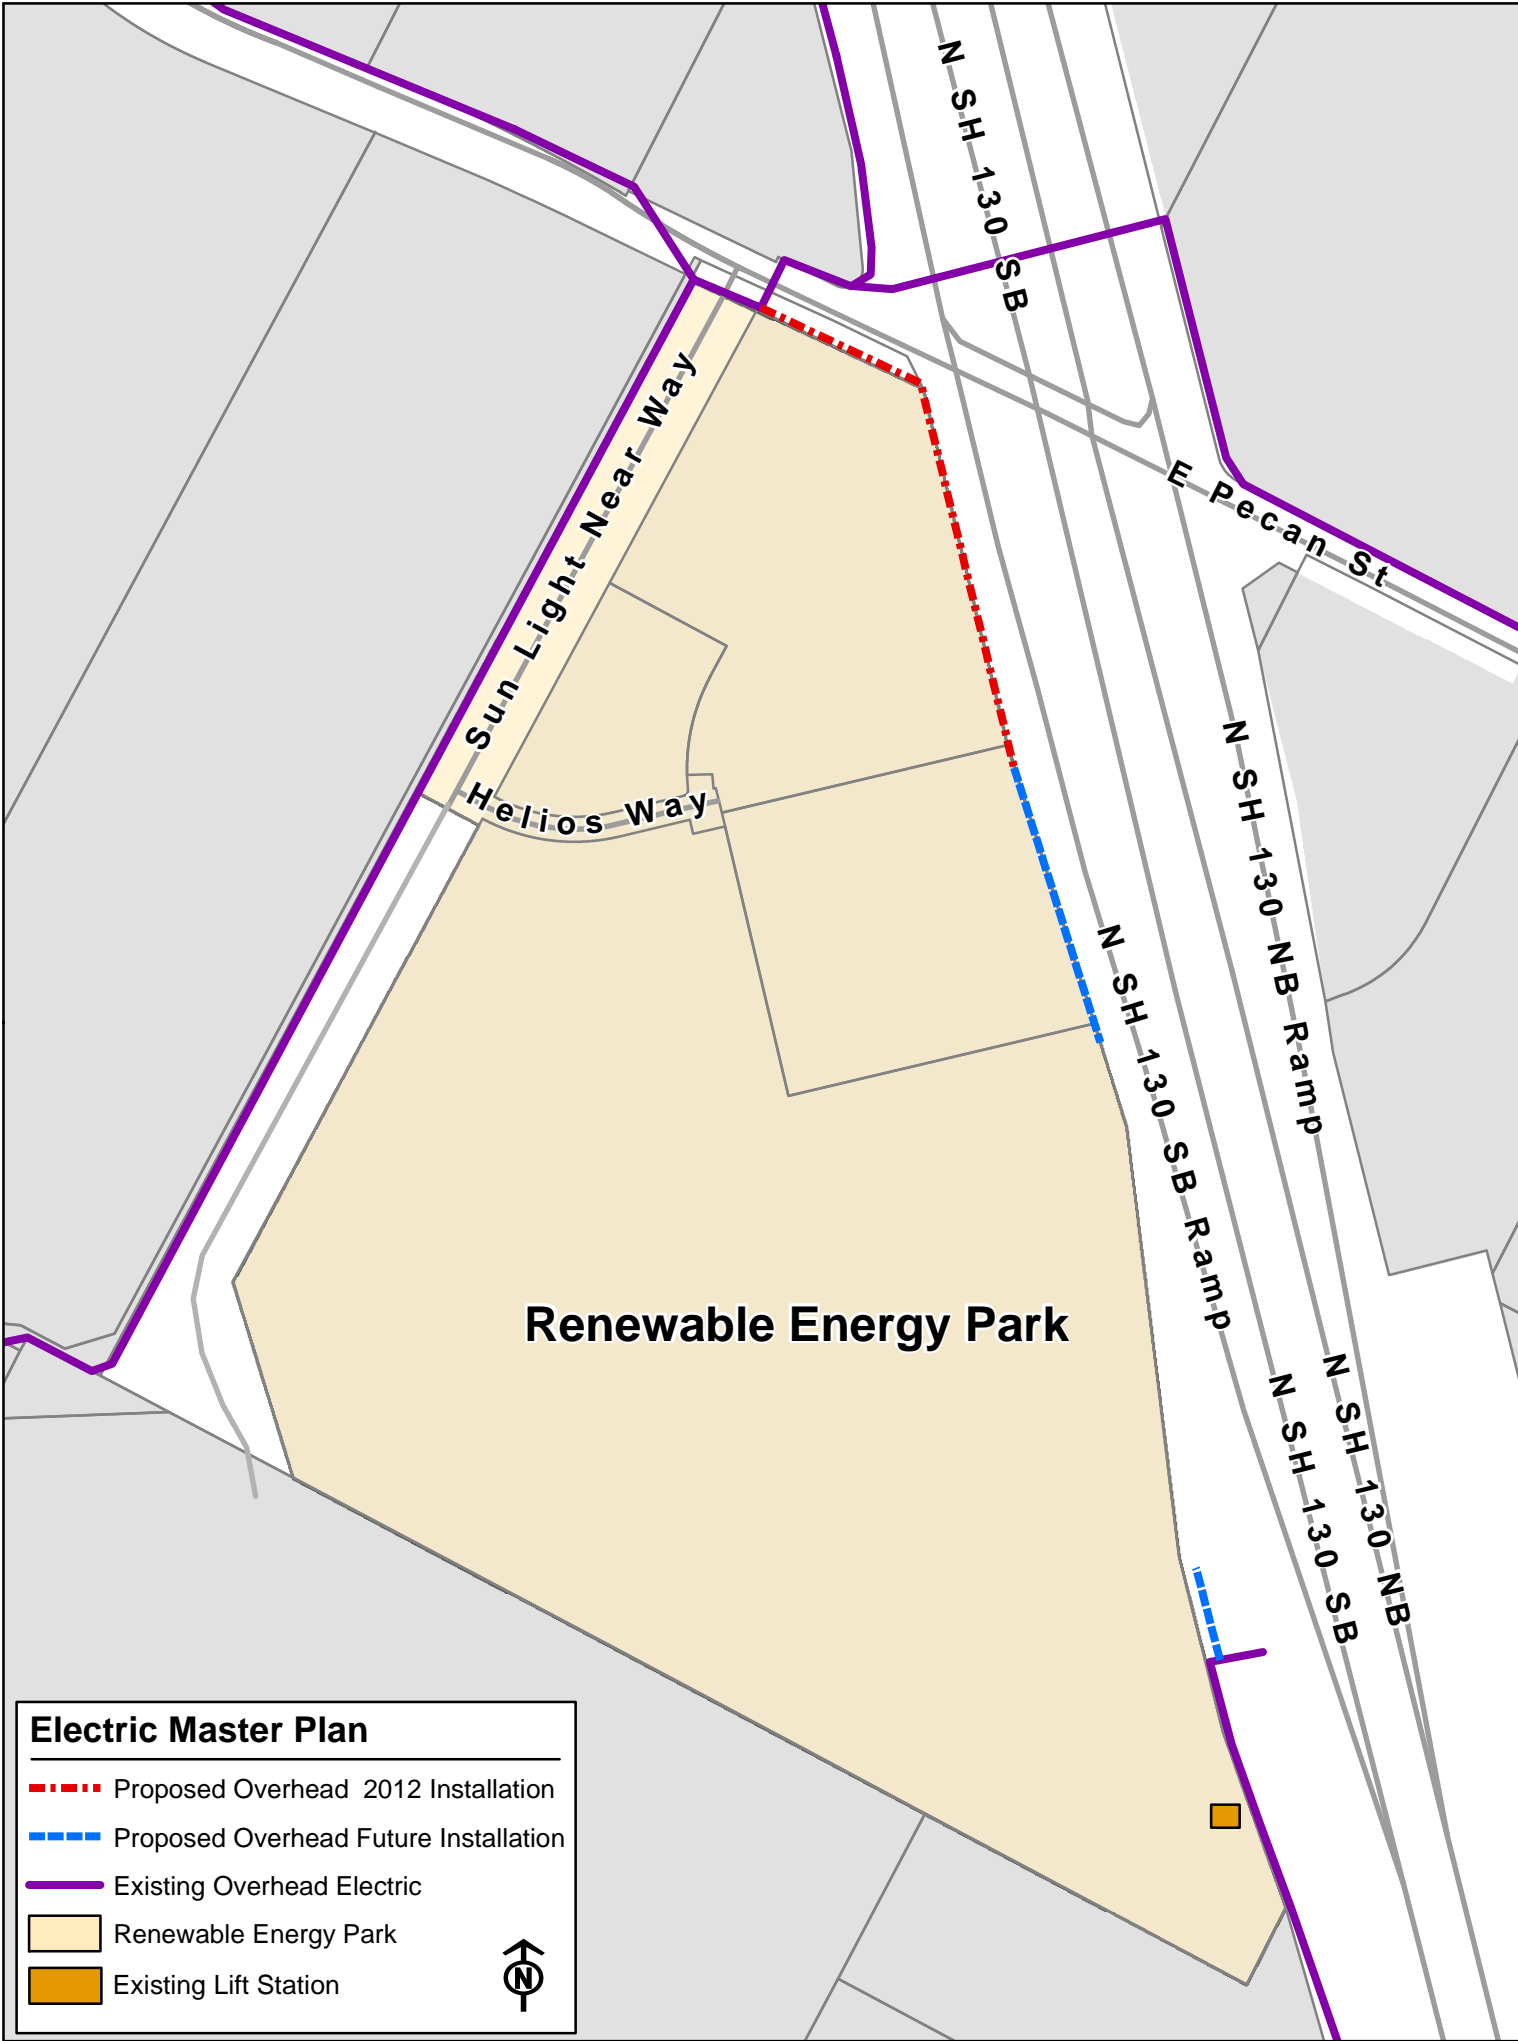 N SH 130 SB
Sun Light Near Way
E Pecan St
Helios Way
N SH 130 NB Ramp
N SH 130 SB Ramp
Renewable Energy Park
N SH 130 NB
N SH 130 SB
Electric Master Plan
Proposed Overhead 2012 Installation
Proposed Overhead Future Installation
Existing Overhead Electric
Renewable Energy Park
Existing Lift Station
N